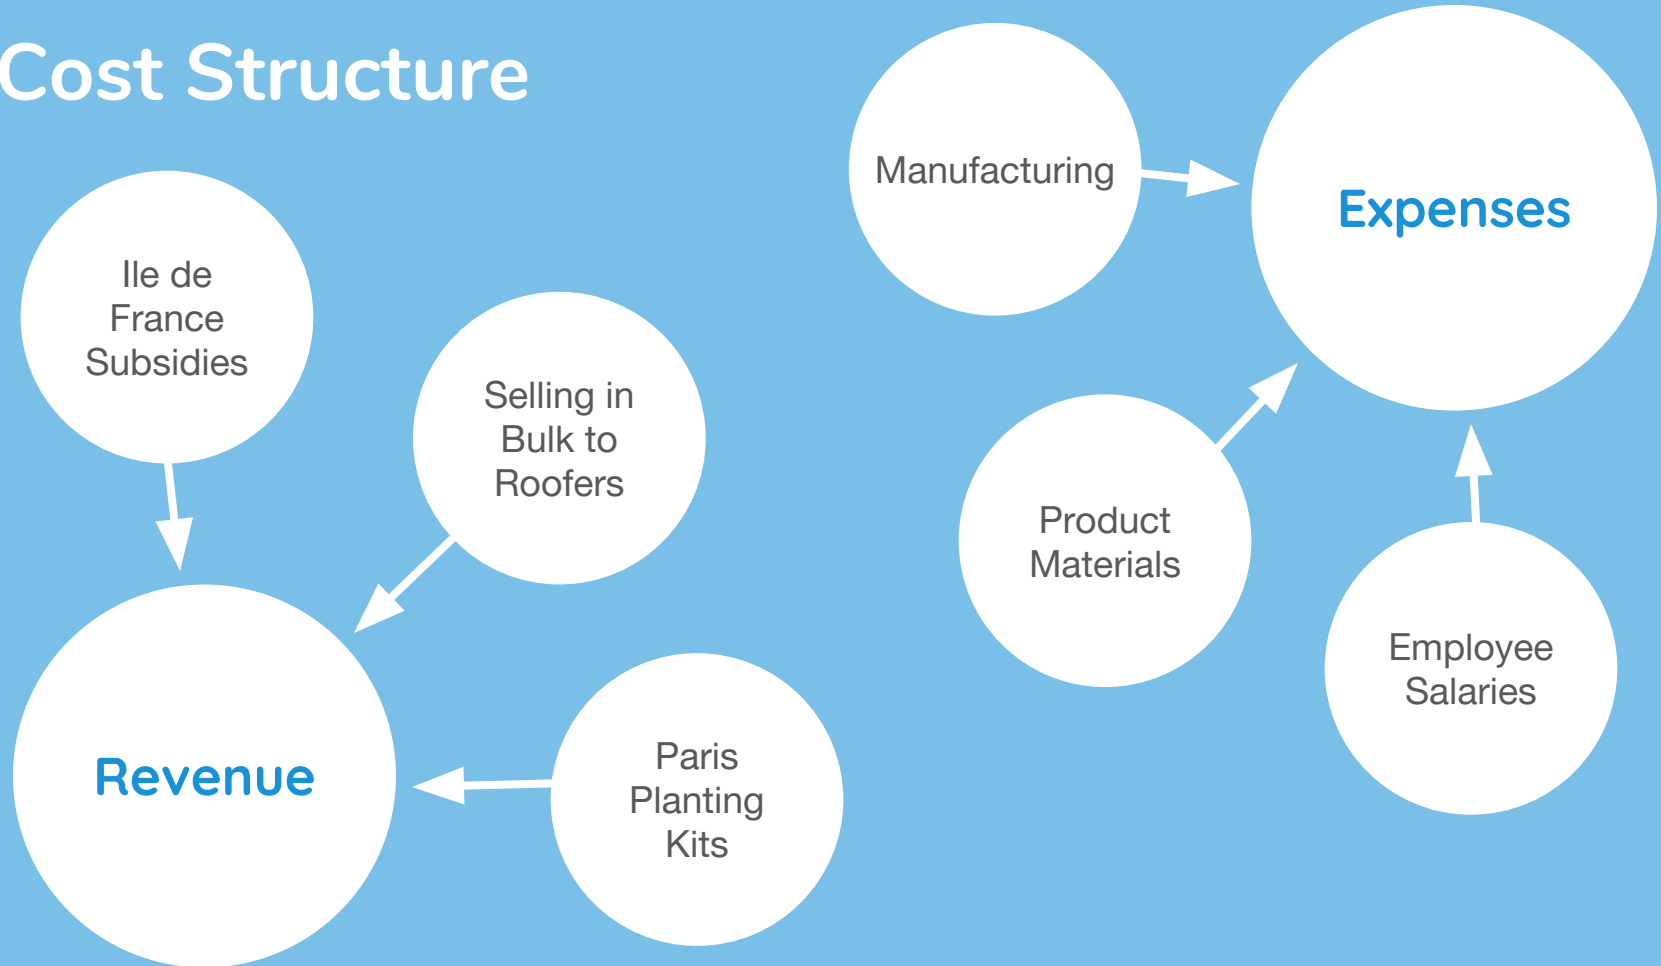 Cost Structure
Ile de
France
Subsidies
Selling in
Bulk to
Roofers
Revenue
Paris
Planting
Kits
Manufacturing
Expenses
Product
Materials
Employee
Salaries